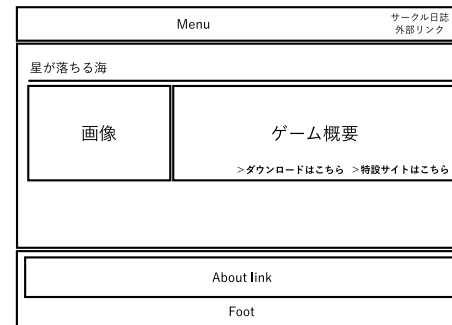 Menu
サークル日誌
外部リンク
星が落ちる海
画像
ゲーム概要
>ダウンロードはこちら >特設サイトはこちら
About link
Foot